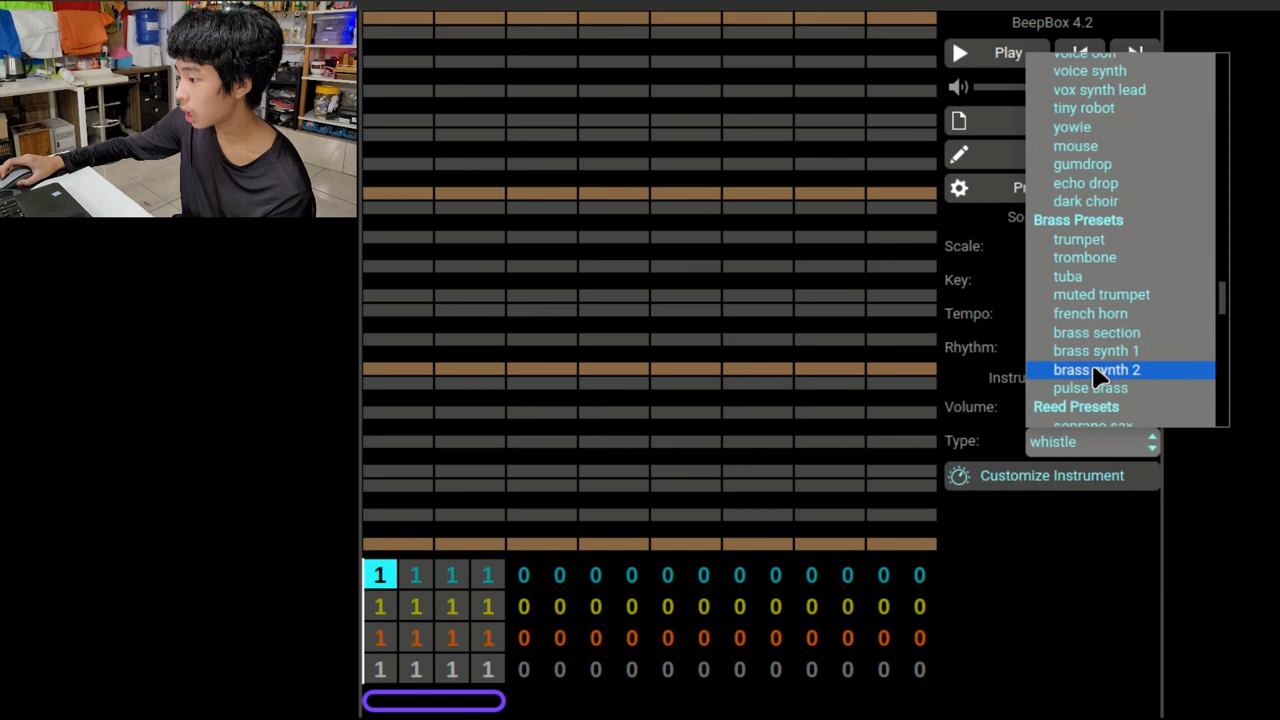 BeepBox 4.2
Play
voice synth
vox synth lead
tiny robot
yowie
mouse
gumdrop
echo drop
dark choir
Brass Presets
trumpet
trombone
tuba
muted trumpet
french horn
brass section
brass synth 1
brass synth 2
pulse brass
Reed Presets
soprano sax
Scale:
Key:
Tempo:
Rhythm:
Volume:
Type:
whistle
Customize Instrument
1 1 1 1 0 0 0 0 0 0 0 0 0 0 0 0
1 1 1 1 0 0 0 0 0 0 0 0 0 0 0 0
1 1 1 1 0 0 0 0 0 0 0 0 0 0 0 0
1 1 1 1 0 0 0 0 0 0 0 0 0 0 0 0